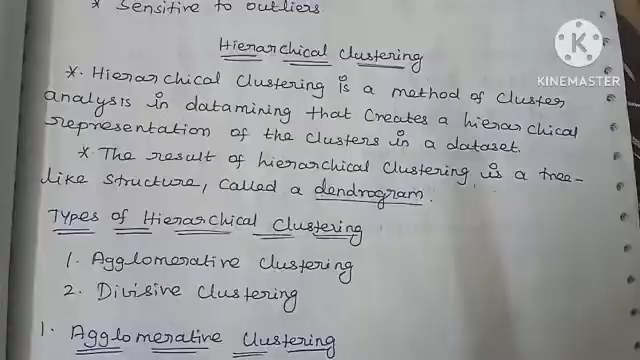 * Sensitive to outliers
Hierarchical Clustering
*. Hierarchical Clustering is a method of Cluster
analysis in datamining that Creates a hierarchical
representation of the clusters in a dataset.
* The result of hierarchical clustering, is a tree-
like structure, called a dendrogram.
Types of Hierarchical Clustering
1. Agglomerative Clustering
2. Divisive Clustering
1. Agglomerative Clustering
K
KINEMASTER